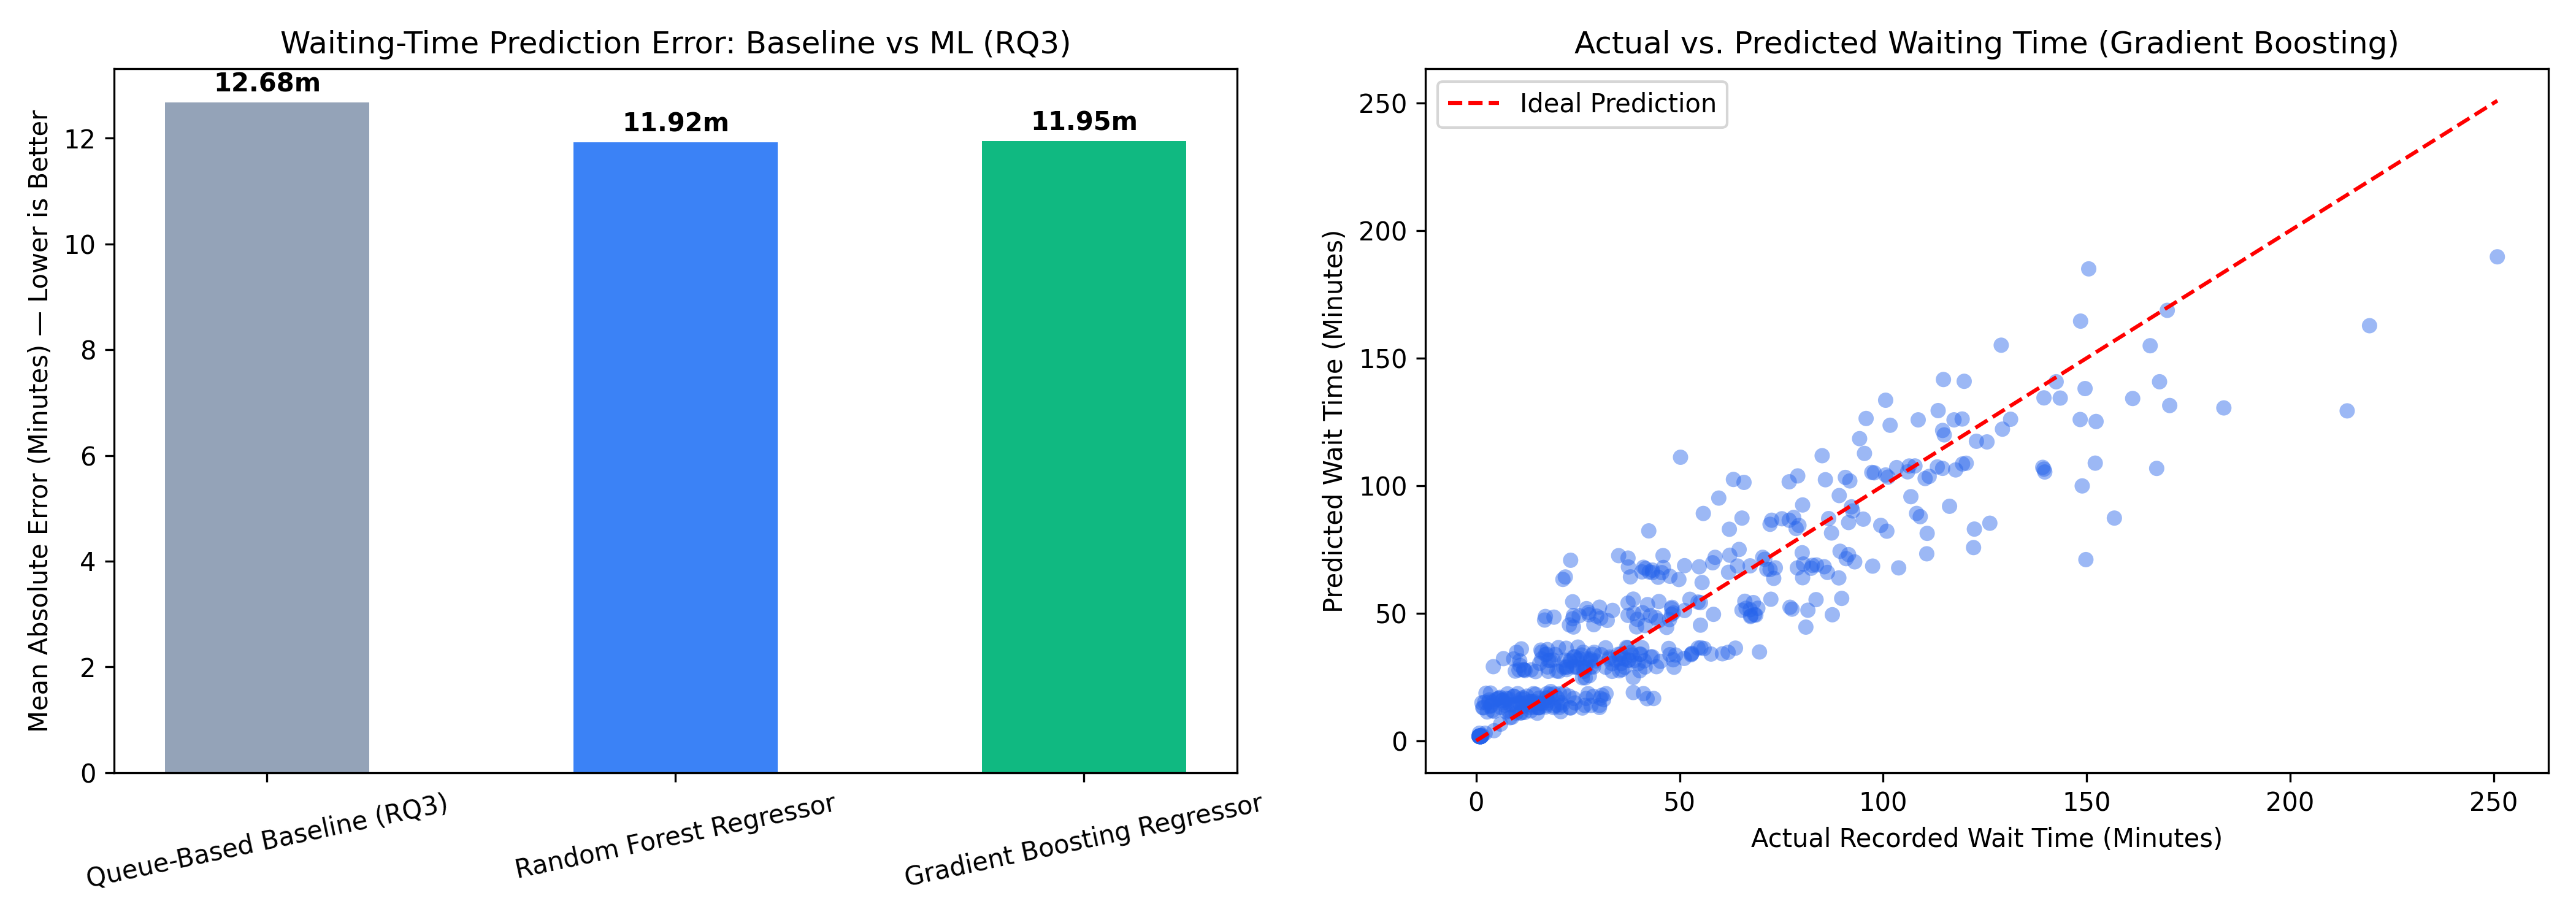 Waiting-Time Prediction Error: Baseline vs ML (RQ3)
Mean Absolute Error (Minutes) — Lower is Better
12
10
8
6
4
2
0
12.68m
11.92m
11.95m
Queue-Based Baseline (RQ3)
Random Forest Regressor
Gradient Boosting Regressor
Actual vs. Predicted Waiting Time (Gradient Boosting)
Ideal Prediction
Predicted Wait Time (Minutes)
250
200
150
100
50
0
0
50
100
150
200
250
Actual Recorded Wait Time (Minutes)